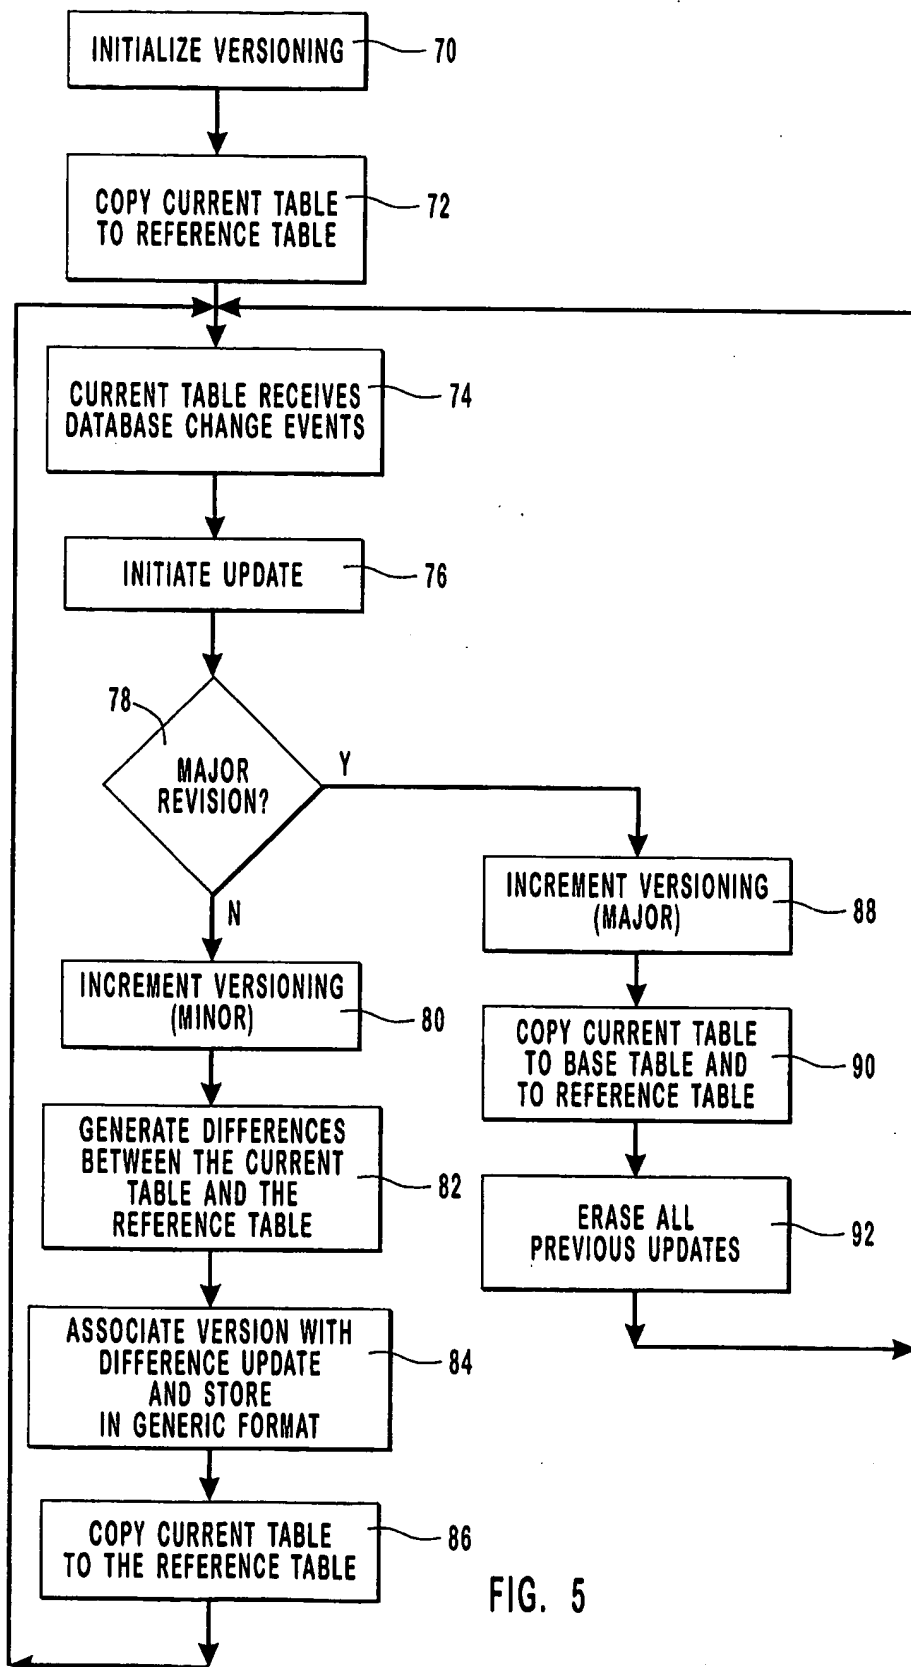 INITIALIZE VERSIONING
70
COPY CURRENT TABLE
TO REFERENCE TABLE
72
CURRENT TABLE RECEIVES
DATABASE CHANGE EVENTS
74
INITIATE UPDATE
76
78
MAJOR
REVISION?
Y
N
INCREMENT VERSIONING
(MINOR)
80
GENERATE DIFFERENCES
BETWEEN THE CURRENT
TABLE AND THE
REFERENCE TABLE
82
ASSOCIATE VERSION WITH
DIFFERENCE UPDATE
AND STORE
IN GENERIC FORMAT
84
COPY CURRENT TABLE
TO THE REFERENCE TABLE
86
INCREMENT VERSIONING
(MAJOR)
88
COPY CURRENT TABLE
TO BASE TABLE AND
TO REFERENCE TABLE
90
ERASE ALL
PREVIOUS UPDATES
92
FIG. 5